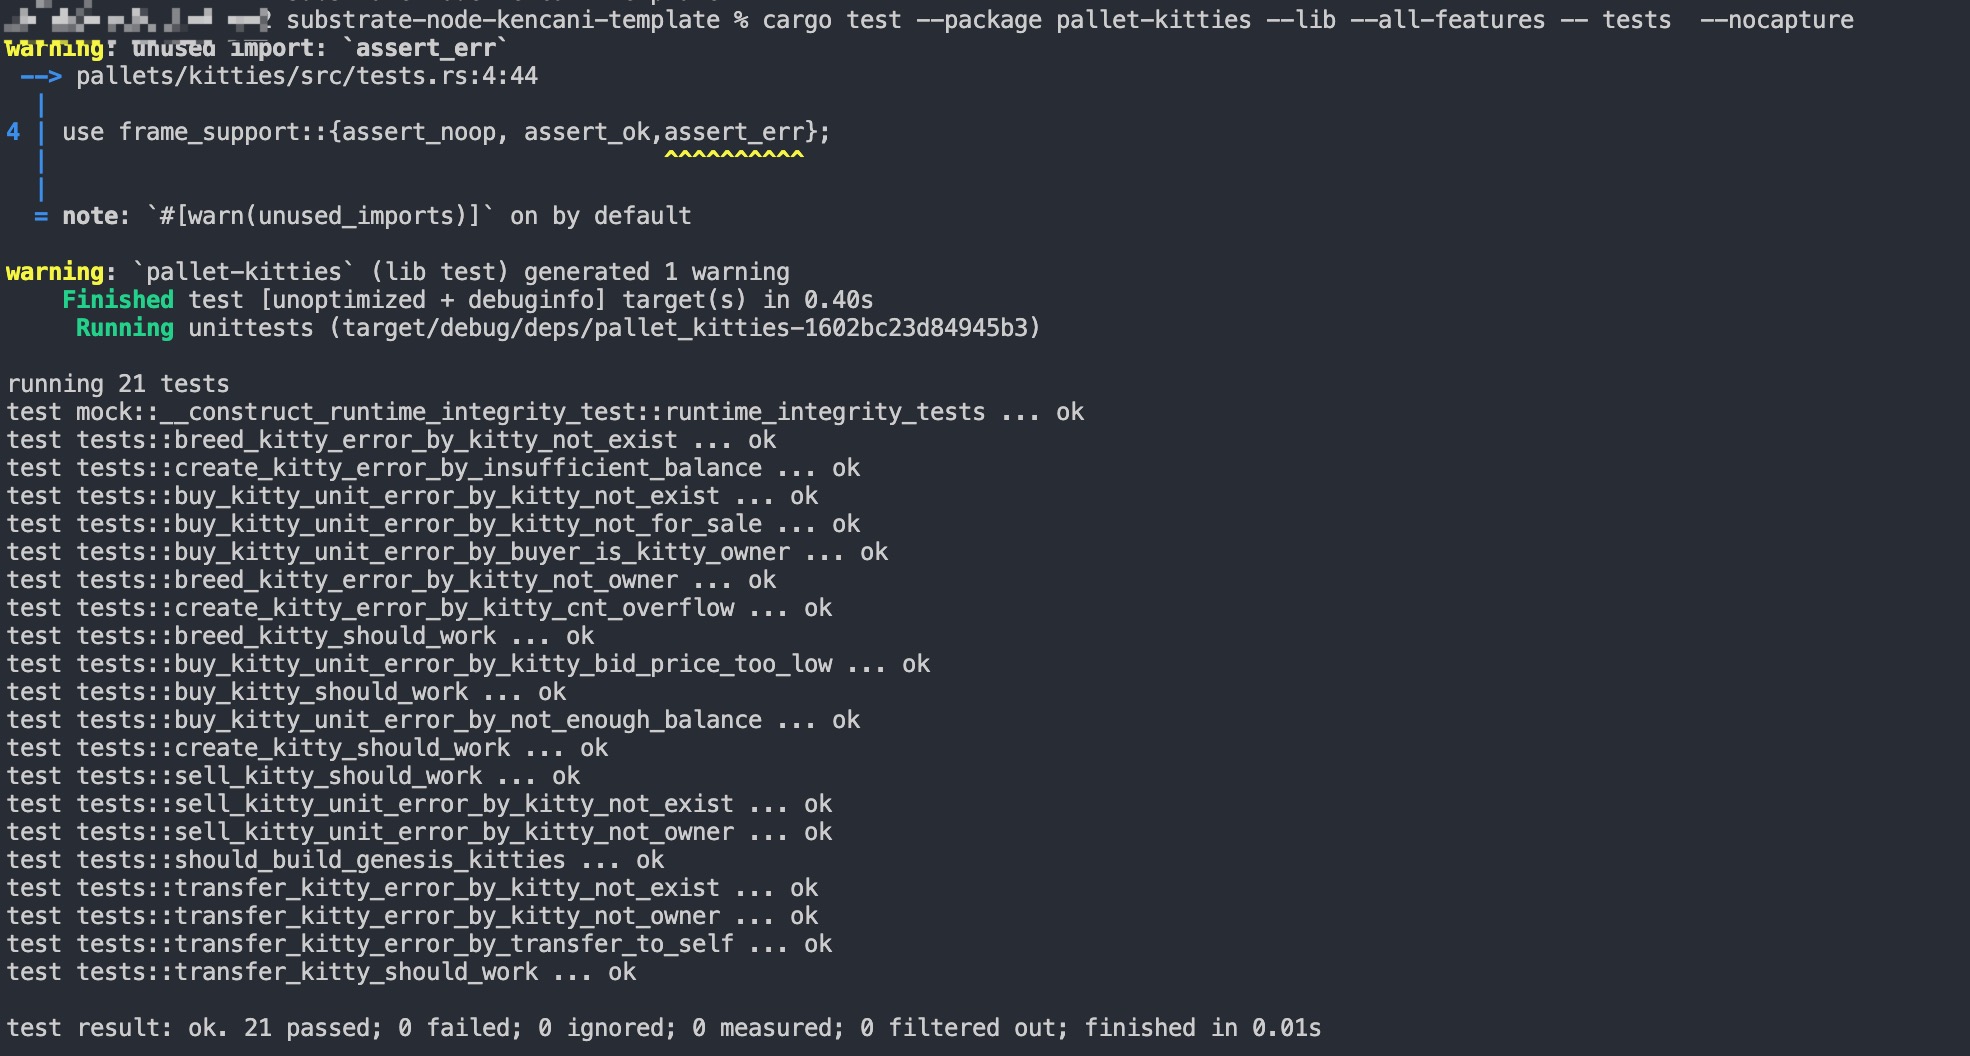 substrate-node-kencani-template % cargo test --package pallet-kitties --lib --all-features -- tests  --nocapture
warning: unused import: `assert_err`
 --> pallets/kitties/src/tests.rs:4:44
  |
4 | use frame_support::{assert_noop, assert_ok,assert_err};
  |                                            ^^^^^^^^^^
  |
  = note: `#[warn(unused_imports)]` on by default
warning: `pallet-kitties` (lib test) generated 1 warning
    Finished test [unoptimized + debuginfo] target(s) in 0.40s
     Running unittests (target/debug/deps/pallet_kitties-1602bc23d84945b3)
running 21 tests
test mock::__construct_runtime_integrity_test::runtime_integrity_tests ... ok
test tests::breed_kitty_error_by_kitty_not_exist ... ok
test tests::create_kitty_error_by_insufficient_balance ... ok
test tests::buy_kitty_unit_error_by_kitty_not_exist ... ok
test tests::buy_kitty_unit_error_by_kitty_not_for_sale ... ok
test tests::buy_kitty_unit_error_by_buyer_is_kitty_owner ... ok
test tests::breed_kitty_error_by_kitty_not_owner ... ok
test tests::create_kitty_error_by_kitty_cnt_overflow ... ok
test tests::breed_kitty_should_work ... ok
test tests::buy_kitty_unit_error_by_kitty_bid_price_too_low ... ok
test tests::buy_kitty_should_work ... ok
test tests::buy_kitty_unit_error_by_not_enough_balance ... ok
test tests::create_kitty_should_work ... ok
test tests::sell_kitty_should_work ... ok
test tests::sell_kitty_unit_error_by_kitty_not_exist ... ok
test tests::sell_kitty_unit_error_by_kitty_not_owner ... ok
test tests::should_build_genesis_kitties ... ok
test tests::transfer_kitty_error_by_kitty_not_exist ... ok
test tests::transfer_kitty_error_by_kitty_not_owner ... ok
test tests::transfer_kitty_error_by_transfer_to_self ... ok
test tests::transfer_kitty_should_work ... ok
test result: ok. 21 passed; 0 failed; 0 ignored; 0 measured; 0 filtered out; finished in 0.01s